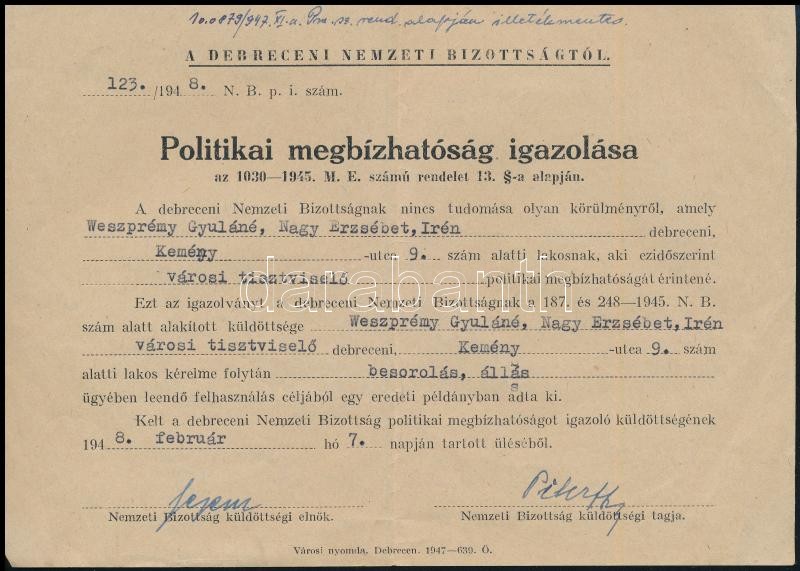 10.0879/947. XI. a. Pm. sz. rend. alapján illetékmentes.
A DEBRECENI NEMZETI BIZOTTSÁGTÓL.
123. /1948. N. B. p. i. szám.
Politikai megbízhatóság igazolása
az 1030—1945. M. E. számú rendelet 13. §-a alapján.
A debreceni Nemzeti Bizottságnak nincs tudomása olyan körülményről, amely
Weszprémy Gyuláné, Nagy Erzsébet, Irén debreceni,
Kemény -utca 9. szám alatti lakosnak, aki ezidőszerint
városi tisztviselő politikai megbízhatóságát érintené.
Ezt az igazolványt a debreceni Nemzeti Bizottságnak a 187. és 248—1945. N. B.
szám alatt alakított küldöttsége Weszprémy Gyuláné, Nagy Erzsébet, Irén
városi tisztviselő debreceni, Kemény -utca 9. szám
alatti lakos kérelme folytán besorolás, állás
ügyében leendő felhasználás céljából egy eredeti példányban adta ki.
Kelt a debreceni Nemzeti Bizottság politikai megbízhatóságot igazoló küldöttségének
1948. február hó 7. napján tartott üléséből.
Nemzeti Bizottság küldöttségi elnök. Nemzeti Bizottság küldöttségi tagja.
Városi nyomda, Debrecen. 1947—639. Ö.
darabanth